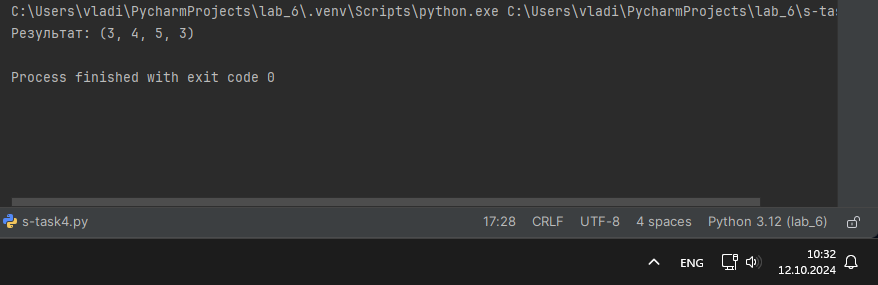 C:\Users\vladi\PycharmProjects\lab_6\.venv\Scripts\python.exe C:\Users\vladi\PycharmProjects\lab_6\s-ta
Результат: (3, 4, 5, 3)
Process finished with exit code 0
s-task4.py 17:28 CRLF UTF-8 4 spaces Python 3.12 (lab_6)
ENG 10:32
12.10.2024